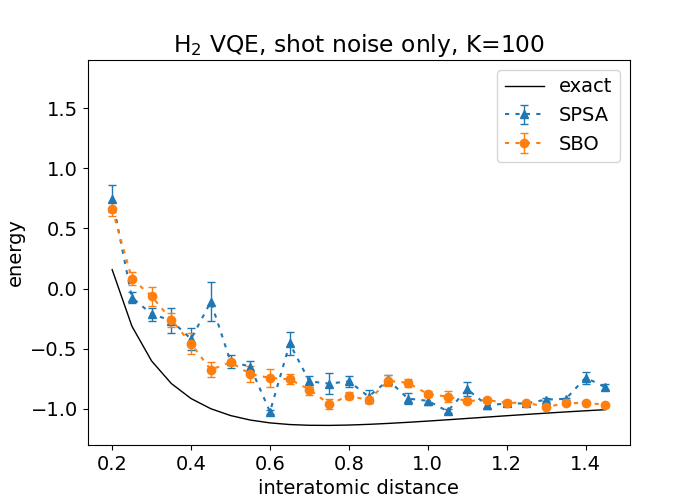 H₂ VQE, shot noise only, K=100
exact
SPSA
SBO
energy
1.5
1.0
0.5
0.0
−0.5
−1.0
0.2 0.4 0.6 0.8 1.0 1.2 1.4
interatomic distance